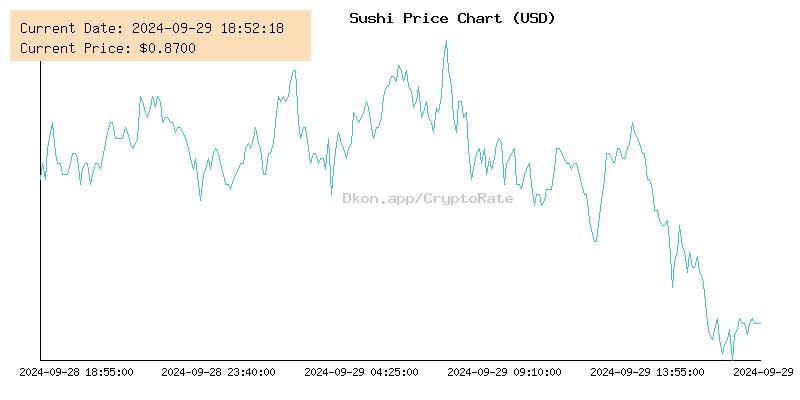 Sushi Price Chart (USD)
Current Date: 2024-09-29 18:52:18
Current Price: $0.8700
Dkon.app/CryptoRate
2024-09-28 18:55:00 2024-09-28 23:40:00 2024-09-29 04:25:00 2024-09-29 09:10:00 2024-09-29 13:55:00 2024-09-29